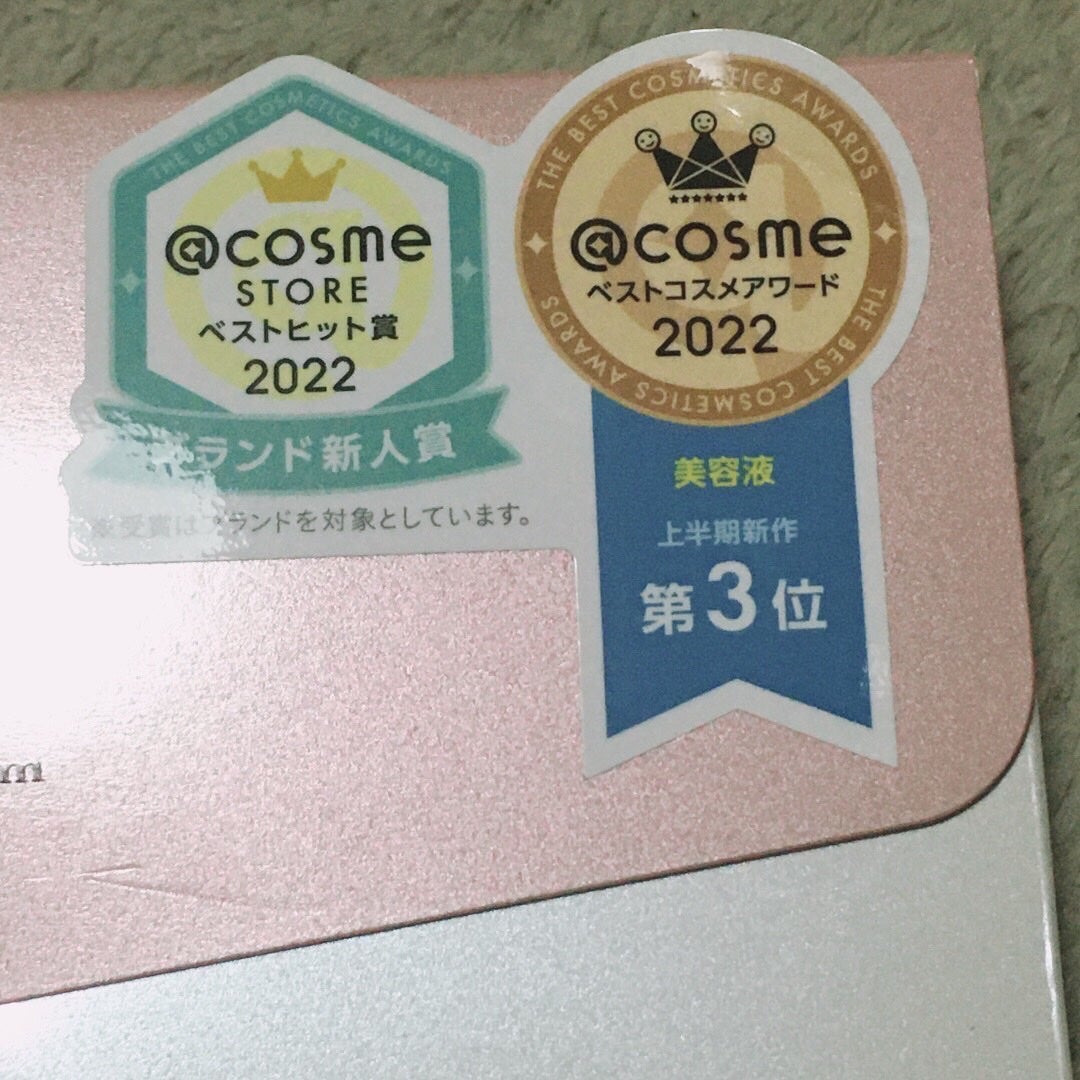 THE BEST COSMETICS AWARDS
@cosme
STORE
ベストヒット賞
2022
ランド新人賞
※受賞はブランドを対象としています。
THE BEST COSMETICS AWARDS
@cosme
ベストコスメアワード
2022
THE BEST COSMETICS AWARDS
美容液
上半期新作
第3位